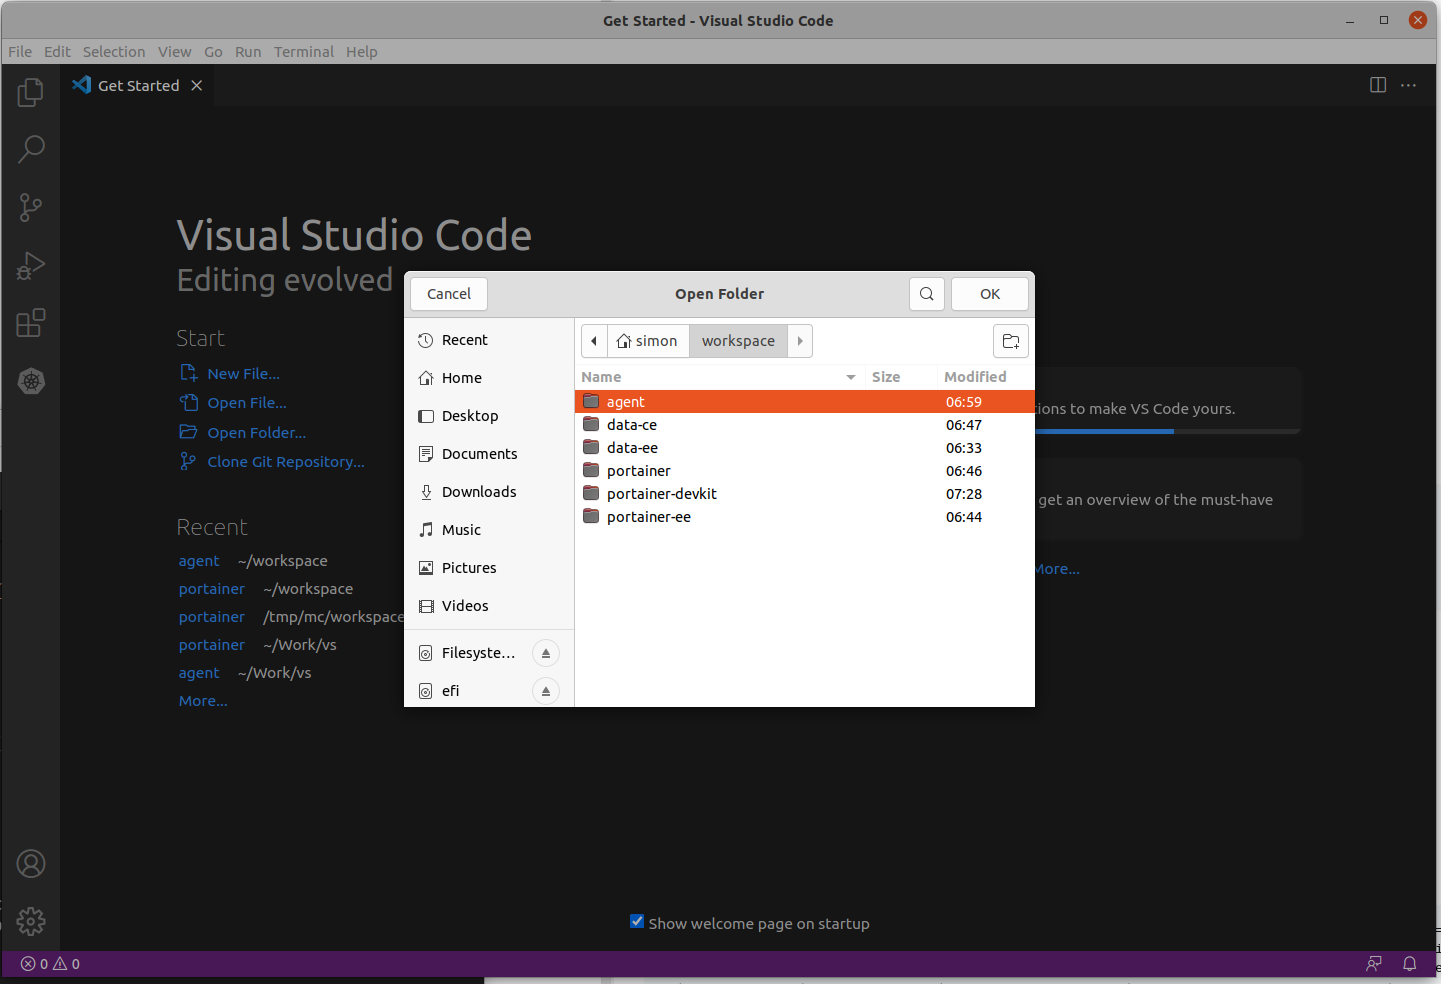 Get Started - Visual Studio Code
File Edit Selection View Go Run Terminal Help
Get Started
Visual Studio Code
Editing evolved
Start
New File...
Open File...
Open Folder...
Clone Git Repository...
Recent
agent ~/workspace
portainer ~/workspace
portainer /tmp/mc/workspace
portainer ~/Work/vs
agent ~/Work/vs
More...
Cancel Open Folder OK
Recent
Home
Desktop
Documents
Downloads
Music
Pictures
Videos
Filesyste...
efi
simon workspace
Name Size Modified
agent 06:59
data-ce 06:47
data-ee 06:33
portainer 06:46
portainer-devkit 07:28
portainer-ee 06:44
to make VS Code yours.
get an overview of the must-have
More...
Show welcome page on startup
0 0